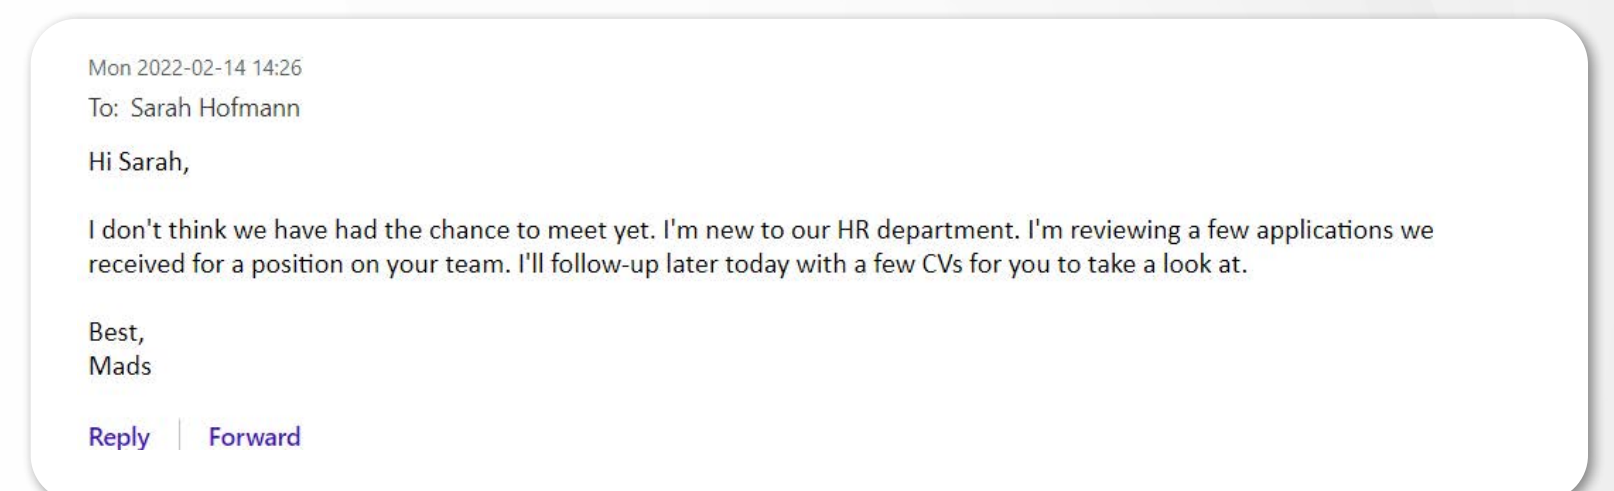 Mon 2022-02-14 14:26
To: Sarah Hofmann
Hi Sarah,
I don't think we have had the chance to meet yet. I'm new to our HR department. I'm reviewing a few applications we
received for a position on your team. I'll follow-up later today with a few CVs for you to take a look at.
Best,
Mads
Reply | Forward